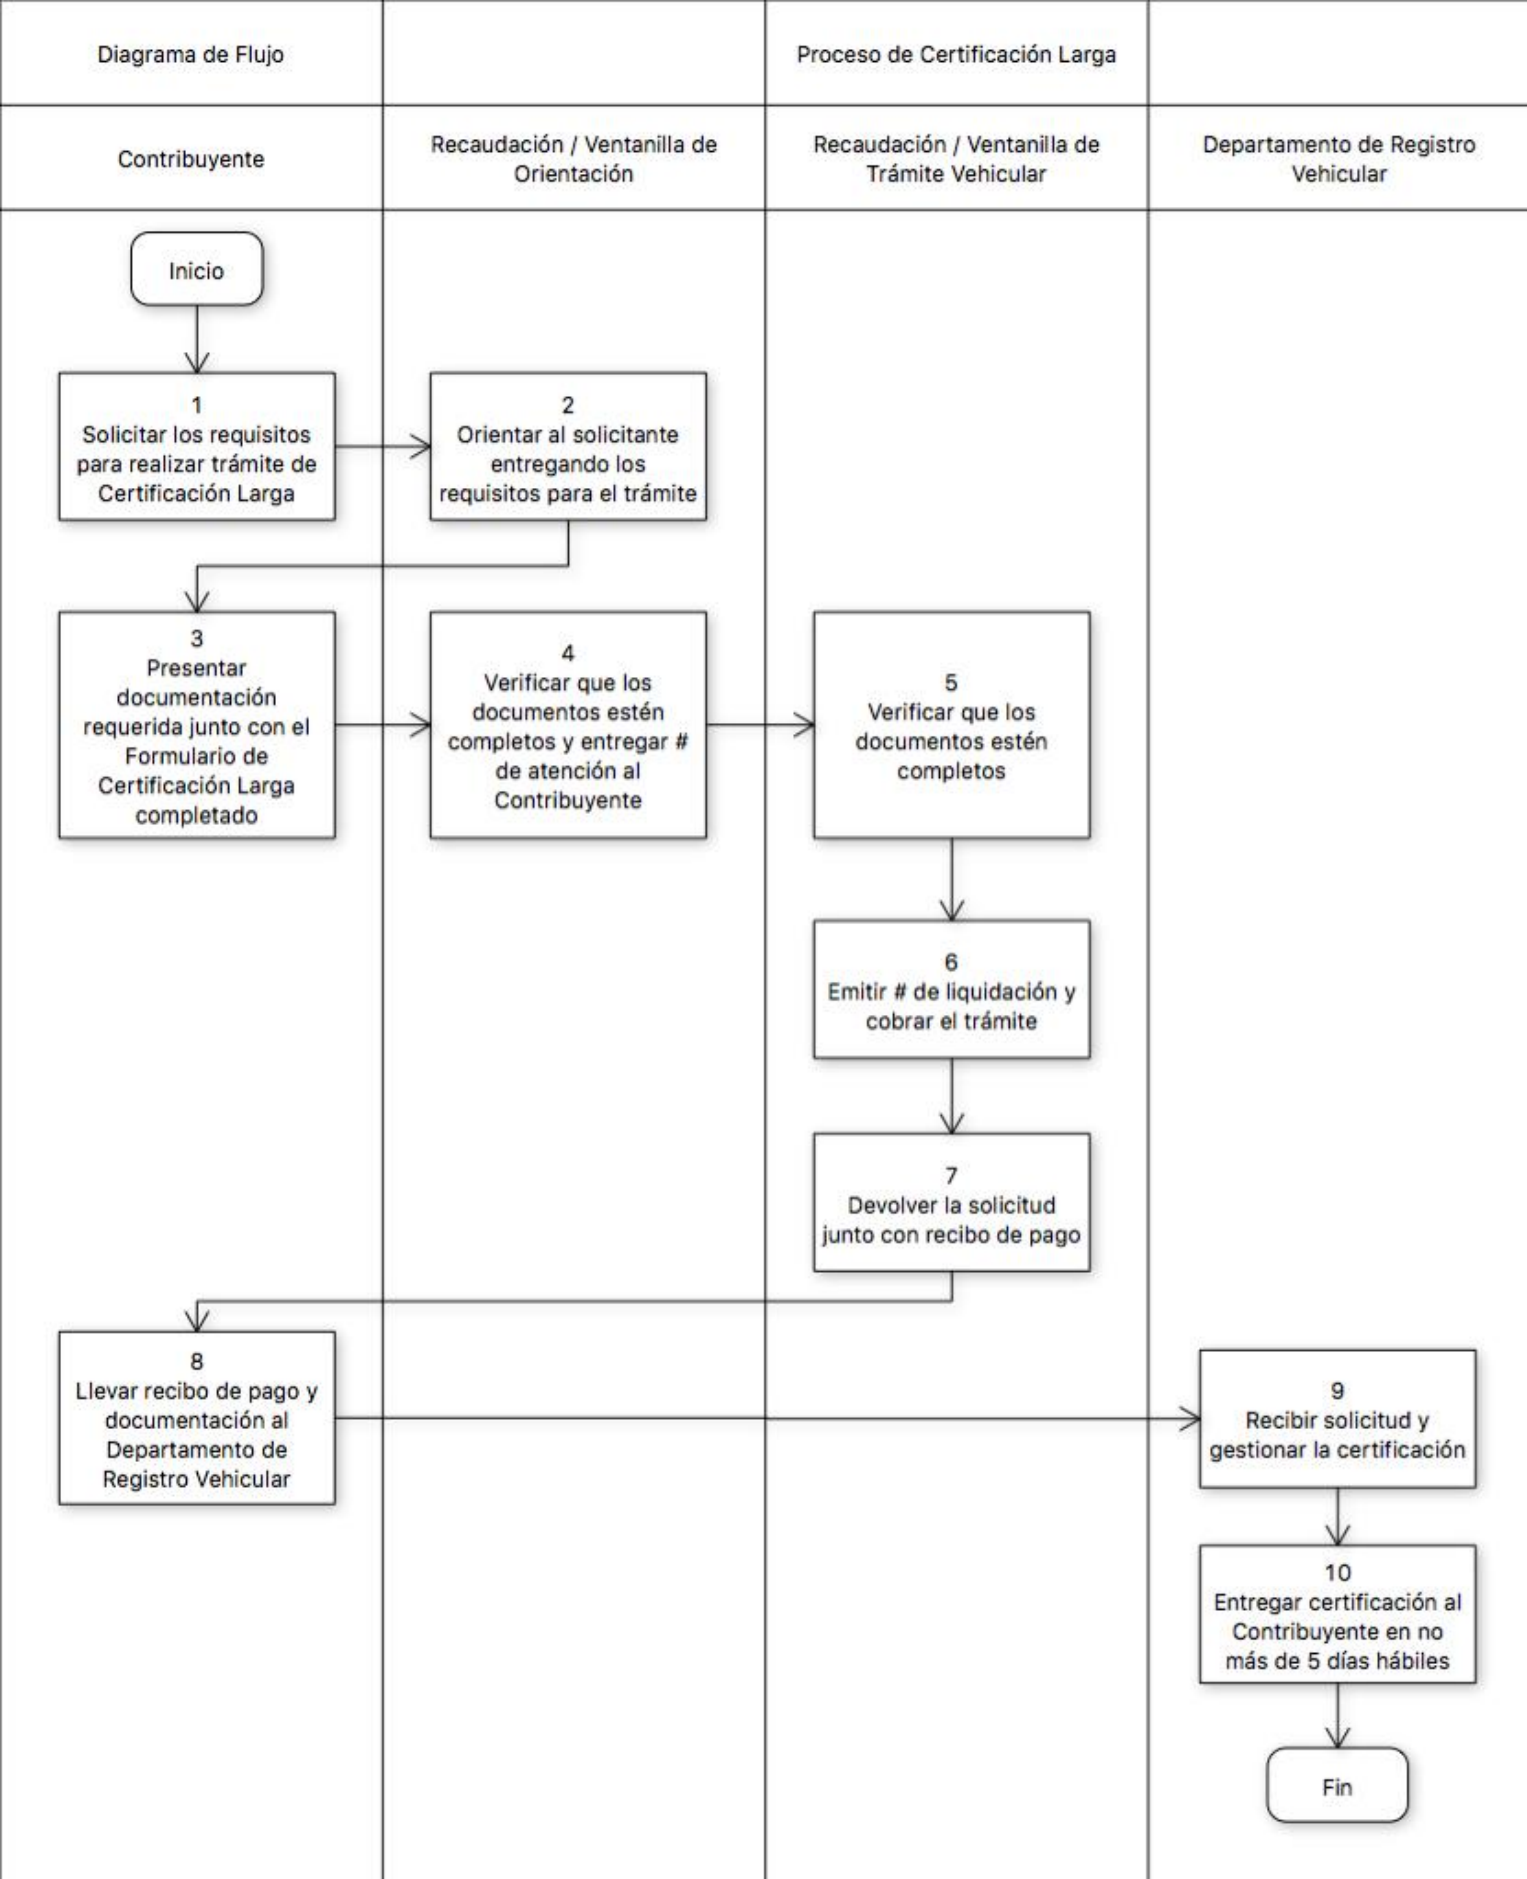 Diagrama de Flujo
Proceso de Certificación Larga
Contribuyente
Recaudación / Ventanilla de
Orientación
Recaudación / Ventanilla de
Trámite Vehicular
Departamento de Registro
Vehicular
Inicio
1
Solicitar los requisitos
para realizar trámite de
Certificación Larga
2
Orientar al solicitante
entregando los
requisitos para el trámite
3
Presentar
documentación
requerida junto con el
Formulario de
Certificación Larga
completado
4
Verificar que los
documentos estén
completos y entregar #
de atención al
Contribuyente
5
Verificar que los
documentos estén
completos
6
Emitir # de liquidación y
cobrar el trámite
7
Devolver la solicitud
junto con recibo de pago
8
Llevar recibo de pago y
documentación al
Departamento de
Registro Vehicular
9
Recibir solicitud y
gestionar la certificación
10
Entregar certificación al
Contribuyente en no
más de 5 días hábiles
Fin